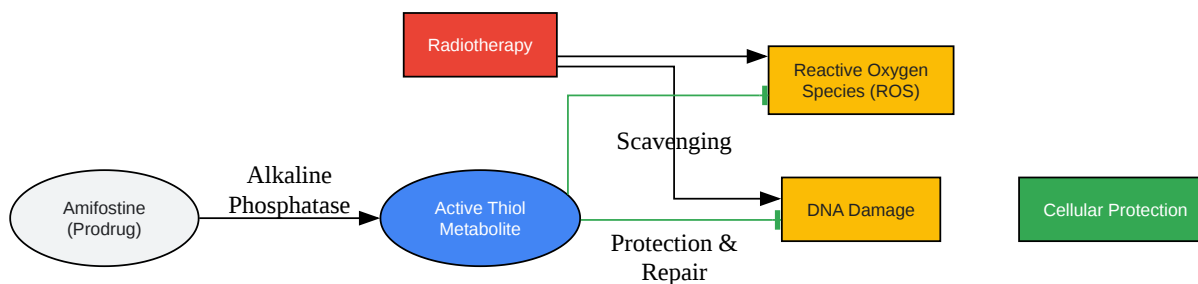 Radiotherapy
Reactive Oxygen
Species (ROS)
Scavenging
Alkaline
Phosphatase
Amifostine
(Prodrug)
Active Thiol
Metabolite
DNA Damage
Cellular Protection
Protection &
Repair